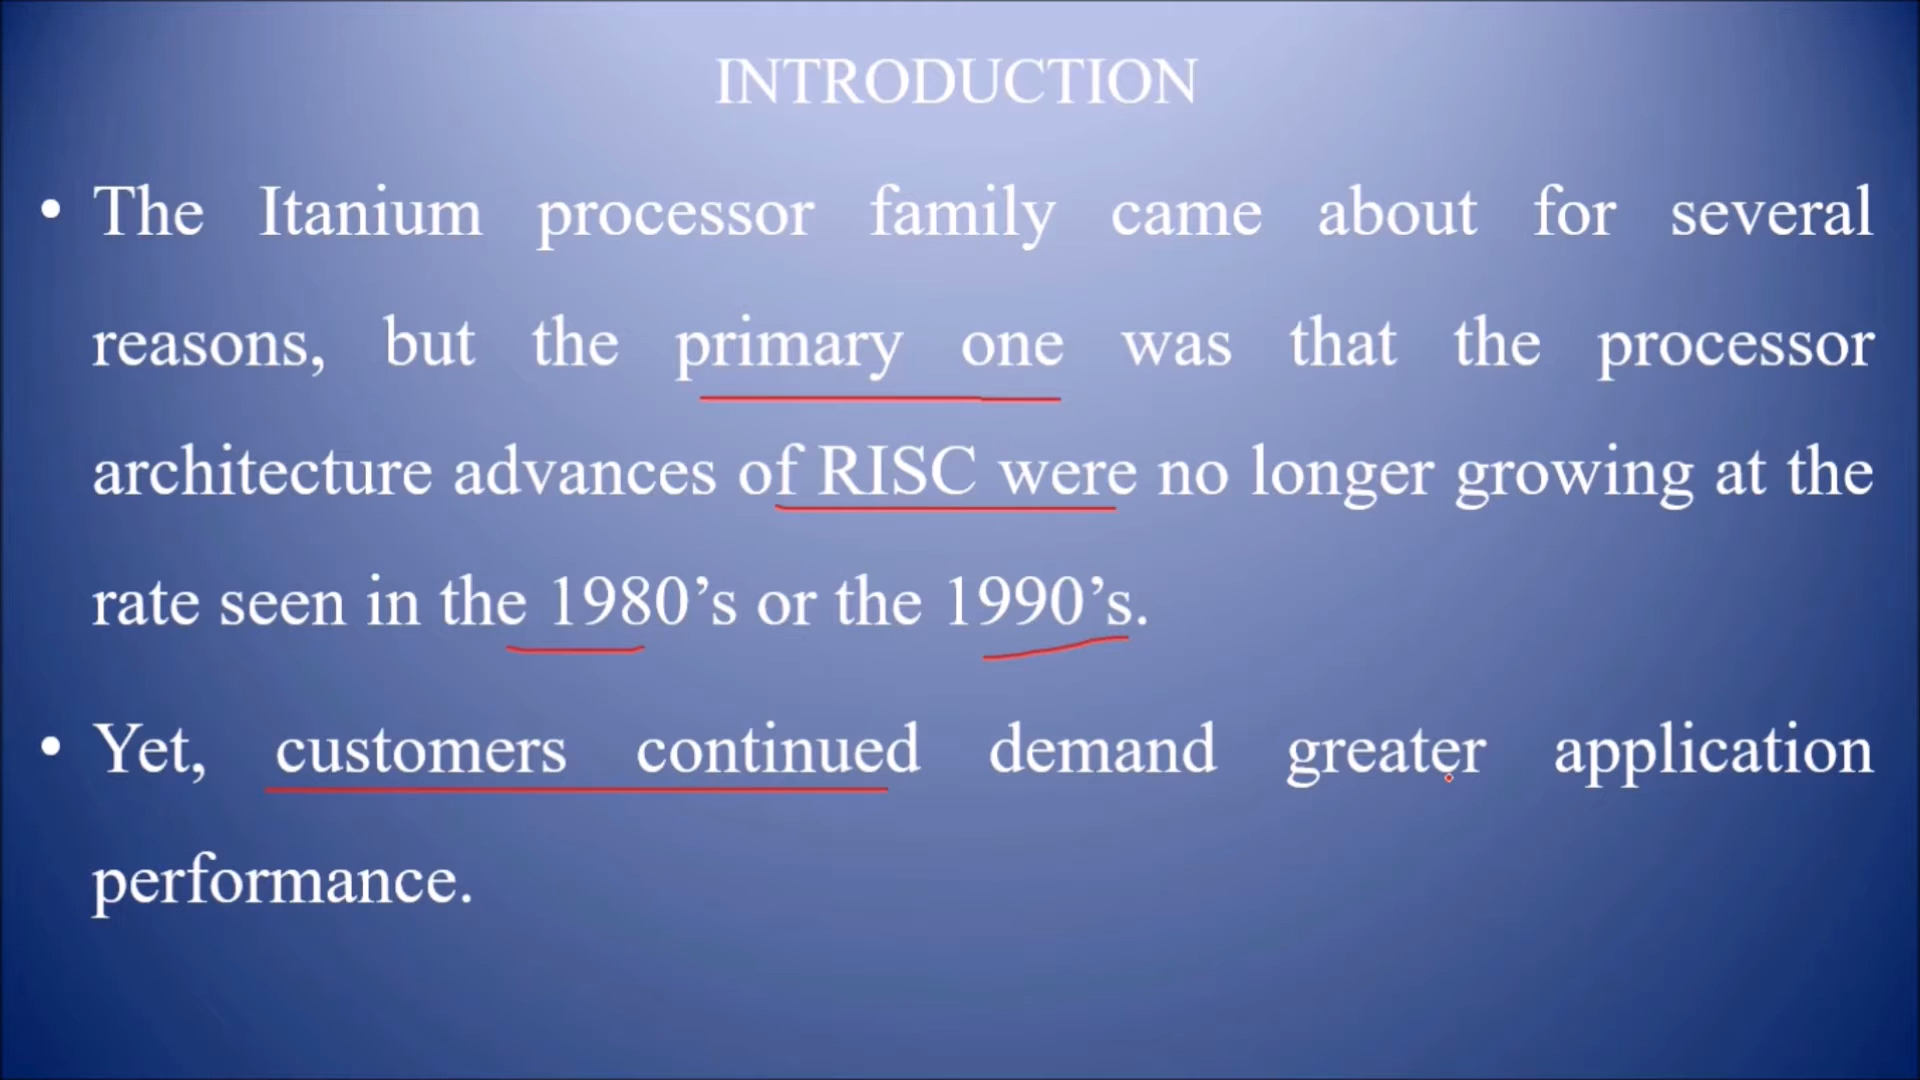 INTRODUCTION
• The Itanium processor family came about for several
reasons, but the primary one was that the processor
architecture advances of RISC were no longer growing at the
rate seen in the 1980’s or the 1990’s.
• Yet, customers continued demand greater application
performance.